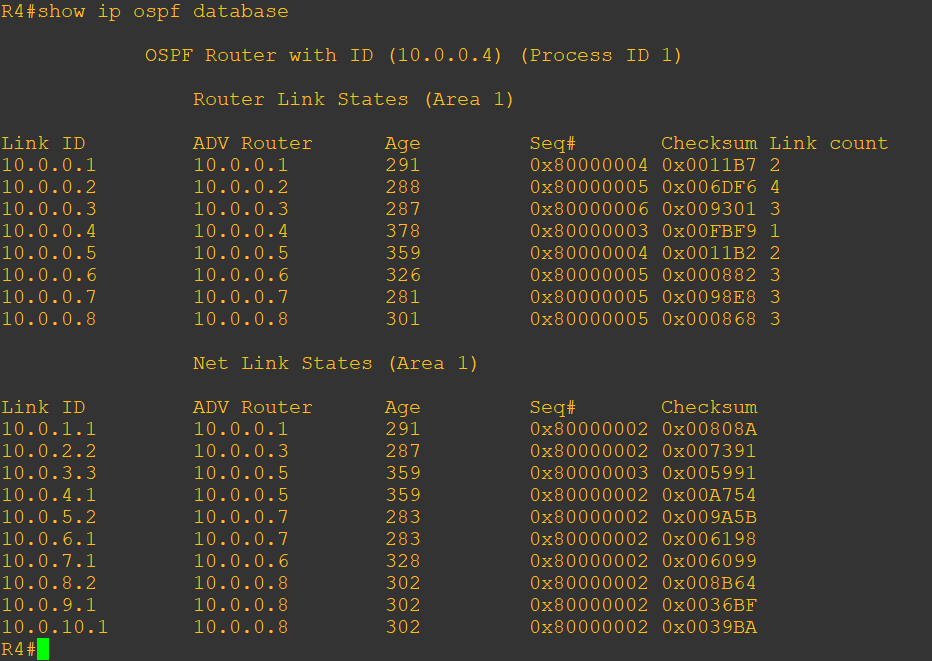 R4#show ip ospf database
OSPF Router with ID (10.0.0.4) (Process ID 1)
Router Link States (Area 1)
Link ID ADV Router Age Seq# Checksum Link count
10.0.0.1 10.0.0.1 291 0x80000004 0x0011B7 2
10.0.0.2 10.0.0.2 288 0x80000005 0x006DF6 4
10.0.0.3 10.0.0.3 287 0x80000006 0x009301 3
10.0.0.4 10.0.0.4 378 0x80000003 0x00FBF9 1
10.0.0.5 10.0.0.5 359 0x80000004 0x0011B2 2
10.0.0.6 10.0.0.6 326 0x80000005 0x000882 3
10.0.0.7 10.0.0.7 281 0x80000005 0x0098E8 3
10.0.0.8 10.0.0.8 301 0x80000005 0x000868 3
Net Link States (Area 1)
Link ID ADV Router Age Seq# Checksum
10.0.1.1 10.0.0.1 291 0x80000002 0x00808A
10.0.2.2 10.0.0.3 287 0x80000002 0x007391
10.0.3.3 10.0.0.5 359 0x80000003 0x005991
10.0.4.1 10.0.0.5 359 0x80000002 0x00A754
10.0.5.2 10.0.0.7 283 0x80000002 0x009A5B
10.0.6.1 10.0.0.7 283 0x80000002 0x006198
10.0.7.1 10.0.0.6 328 0x80000002 0x006099
10.0.8.2 10.0.0.8 302 0x80000002 0x008B64
10.0.9.1 10.0.0.8 302 0x80000002 0x0036BF
10.0.10.1 10.0.0.8 302 0x80000002 0x0039BA
R4#